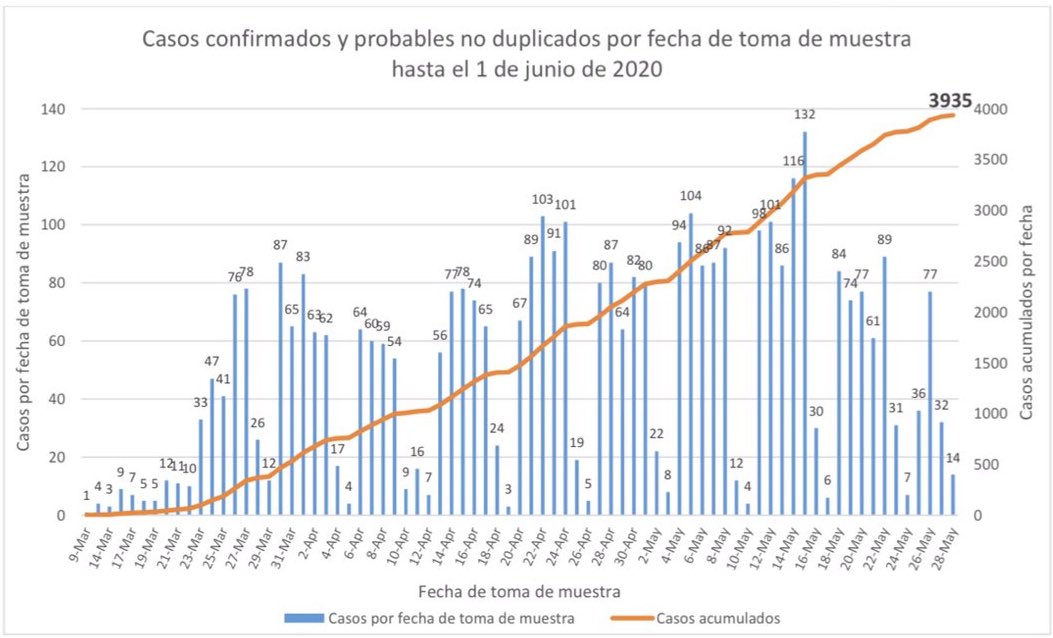 Casos confirmados y probables no duplicados por fecha de toma de muestra
hasta el 1 de junio de 2020
3935
140
120
100
80
60
40
20
0
4000
3500
3000
2500
2000
1500
1000
500
0
Casos por fecha de toma de muestra
Casos acumulados por fecha
1 4 3 9 7 5 5 12 11 10 33 47 41 76 78 26 12 87 65 83 63 62 17 4 64 60 59 54 9 16 7 56 77 78 74 65 24 3 67 89 103 91 101 19 5 80 87 64 82 80 22 8 94 104 86 87 92 12 4 98 101 86 116 132 30 6 84 74 77 61 89 31 7 36 77 32 14
9-Mar 14-Mar 17-Mar 19-Mar 21-Mar 23-Mar 25-Mar 27-Mar 29-Mar 31-Mar 2-Apr 4-Apr 6-Apr 8-Apr 10-Apr 12-Apr 14-Apr 16-Apr 18-Apr 20-Apr 22-Apr 24-Apr 26-Apr 28-Apr 30-Apr 2-May 4-May 6-May 8-May 10-May 12-May 14-May 16-May 18-May 20-May 22-May 24-May 26-May 28-May
Fecha de toma de muestra
Casos por fecha de toma de muestra
Casos acumulados